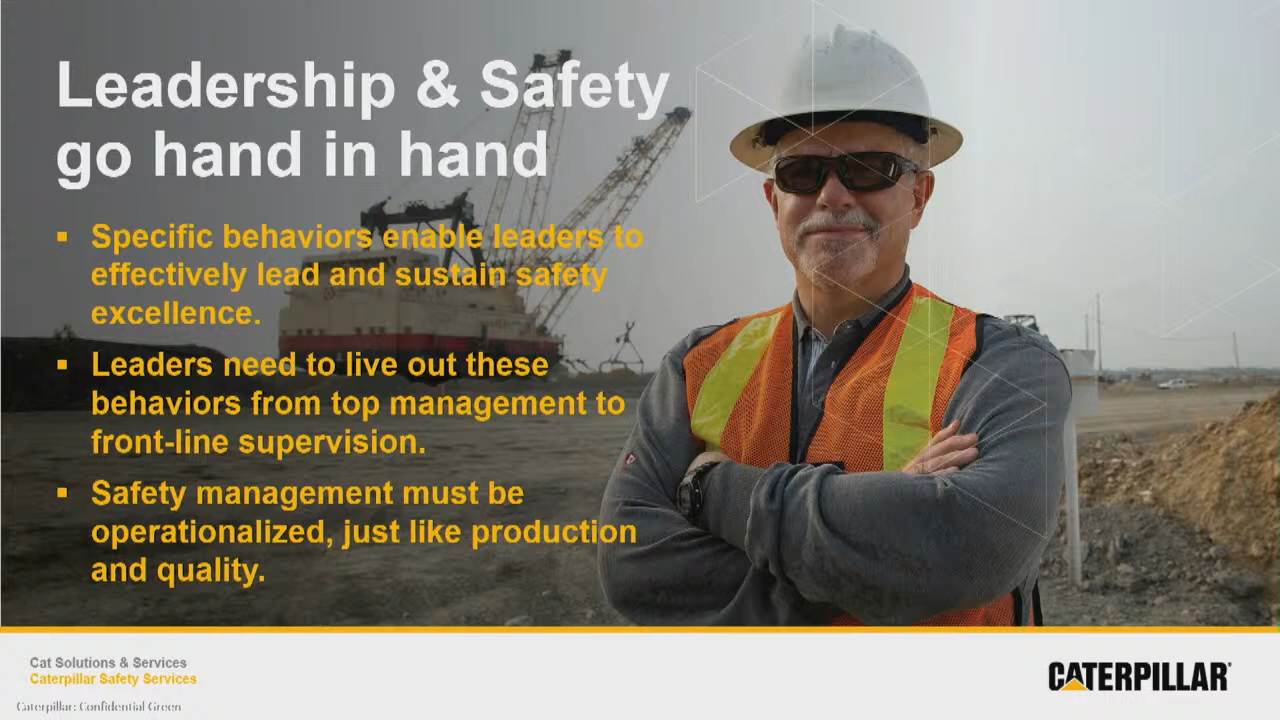 Leadership & Safety
go hand in hand
▪ Specific behaviors enable leaders to
effectively lead and sustain safety
excellence.
▪ Leaders need to live out these
behaviors from top management to
front-line supervision.
▪ Safety management must be
operationalized, just like production
and quality.
Cat Solutions & Services
Caterpillar Safety Services
Caterpillar: Confidential Green
CATERPILLAR®